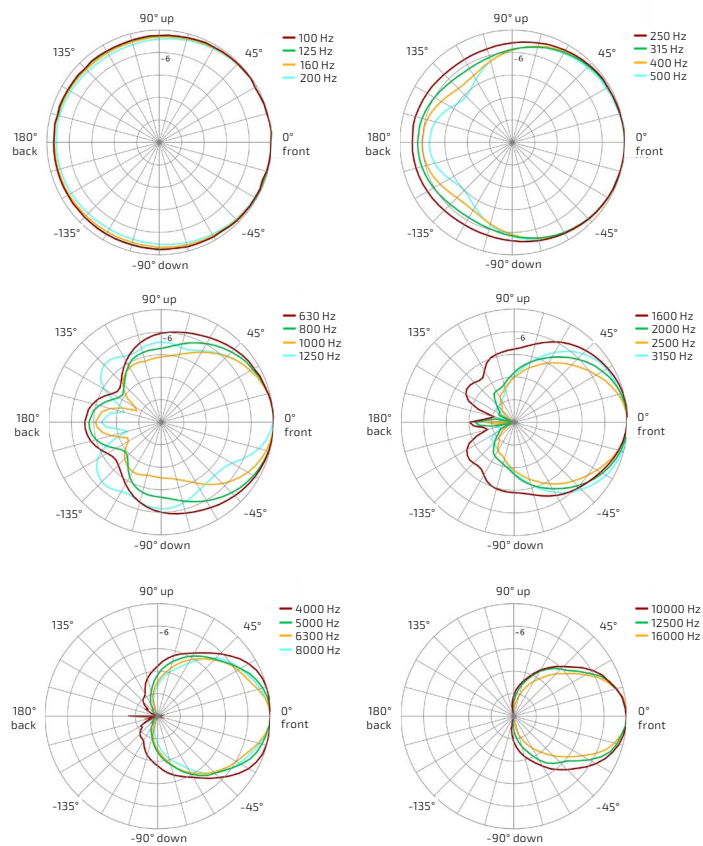 90° up
100 Hz
125 Hz
160 Hz
200 Hz
135°
45°
-6
180°
back
0°
front
-135°
-45°
-90° down
90° up
250 Hz
315 Hz
400 Hz
500 Hz
135°
45°
-6
180°
back
0°
front
-135°
-45°
-90° down
90° up
630 Hz
800 Hz
1000 Hz
1250 Hz
135°
45°
-6
180°
back
0°
front
-135°
-45°
-90° down
90° up
1600 Hz
2000 Hz
2500 Hz
3150 Hz
135°
45°
-6
180°
back
0°
front
-135°
-45°
-90° down
90° up
4000 Hz
5000 Hz
6300 Hz
8000 Hz
135°
45°
-6
180°
back
0°
front
-135°
-45°
-90° down
90° up
10000 Hz
12500 Hz
16000 Hz
135°
45°
-6
180°
back
0°
front
-135°
-45°
-90° down